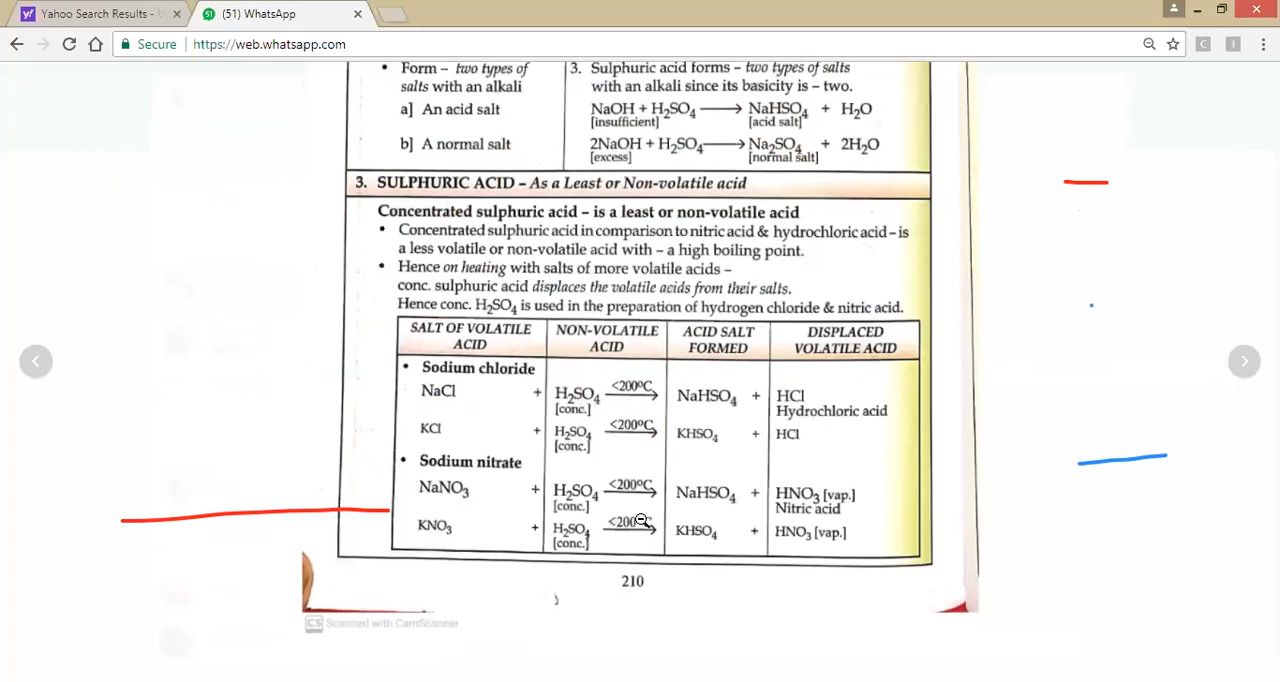 Yahoo Search Results - 
(51) WhatsApp
Secure https://web.whatsapp.com
• Form – two types of salts with an alkali
a] An acid salt
b] A normal salt
3. Sulphuric acid forms – two types of salts
with an alkali since its basicity is – two.
NaOH + H₂SO₄ ⟶ NaHSO₄ + H₂O
[insufficient] [acid salt]
2NaOH + H₂SO₄ ⟶ Na₂SO₄ + 2H₂O
[excess] [normal salt]
3. SULPHURIC ACID – As a Least or Non-volatile acid
Concentrated sulphuric acid – is a least or non-volatile acid
• Concentrated sulphuric acid in comparison to nitric acid & hydrochloric acid – is
a less volatile or non-volatile acid with – a high boiling point.
• Hence on heating with salts of more volatile acids –
conc. sulphuric acid displaces the volatile acids from their salts.
Hence conc. H₂SO₄ is used in the preparation of hydrogen chloride & nitric acid.
SALT OF VOLATILE ACID NON-VOLATILE ACID ACID SALT FORMED DISPLACED VOLATILE ACID
• Sodium chloride
NaCl + H₂SO₄ <200°C ⟶ NaHSO₄ + HCl
[conc.] Hydrochloric acid
KCl + H₂SO₄ <200°C ⟶ KHSO₄ + HCl
[conc.]
• Sodium nitrate
NaNO₃ + H₂SO₄ <200°C ⟶ NaHSO₄ + HNO₃ [vap.]
[conc.] Nitric acid
KNO₃ + H₂SO₄ <200°C ⟶ KHSO₄ + HNO₃ [vap.]
[conc.]
210
CS Scanned with CamScanner